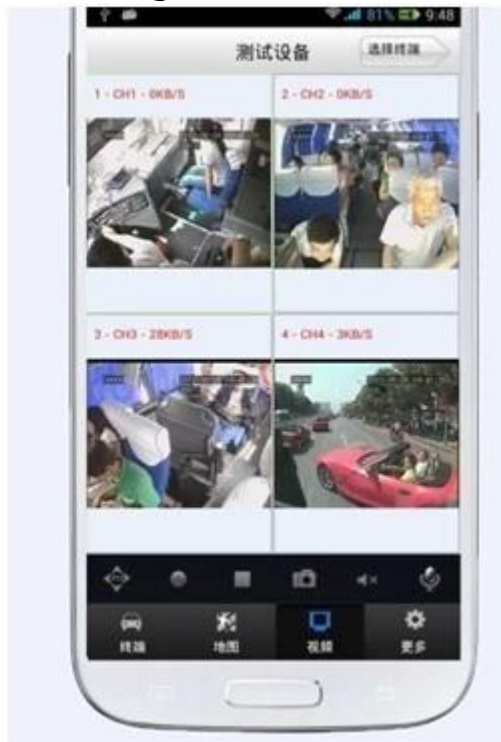 81% 9:48
测试设备 选择终端
1 - CH1 - 0KB/S 2 - CH2 - 0KB/S
3 - CH3 - 28KB/S 4 - CH4 - 3KB/S
终端 地图 视频 更多